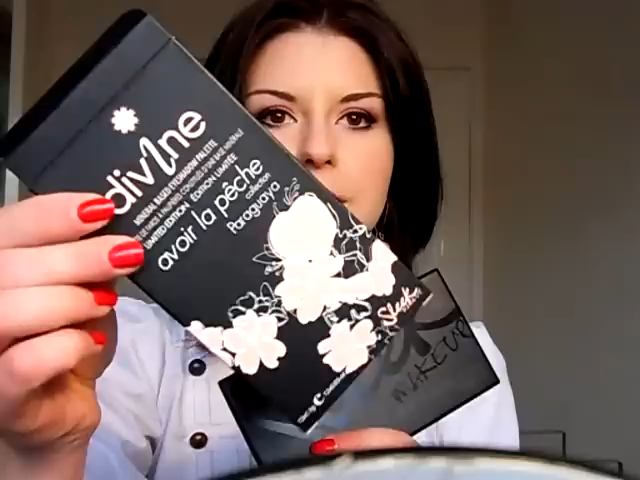 divine
MINERAL BASED EYESHADOW PALETTE
LIMITED EDITION EDITION LIMITÉE
avoir la pêche
collection
Paraguaya
Sleek
MAKEUP